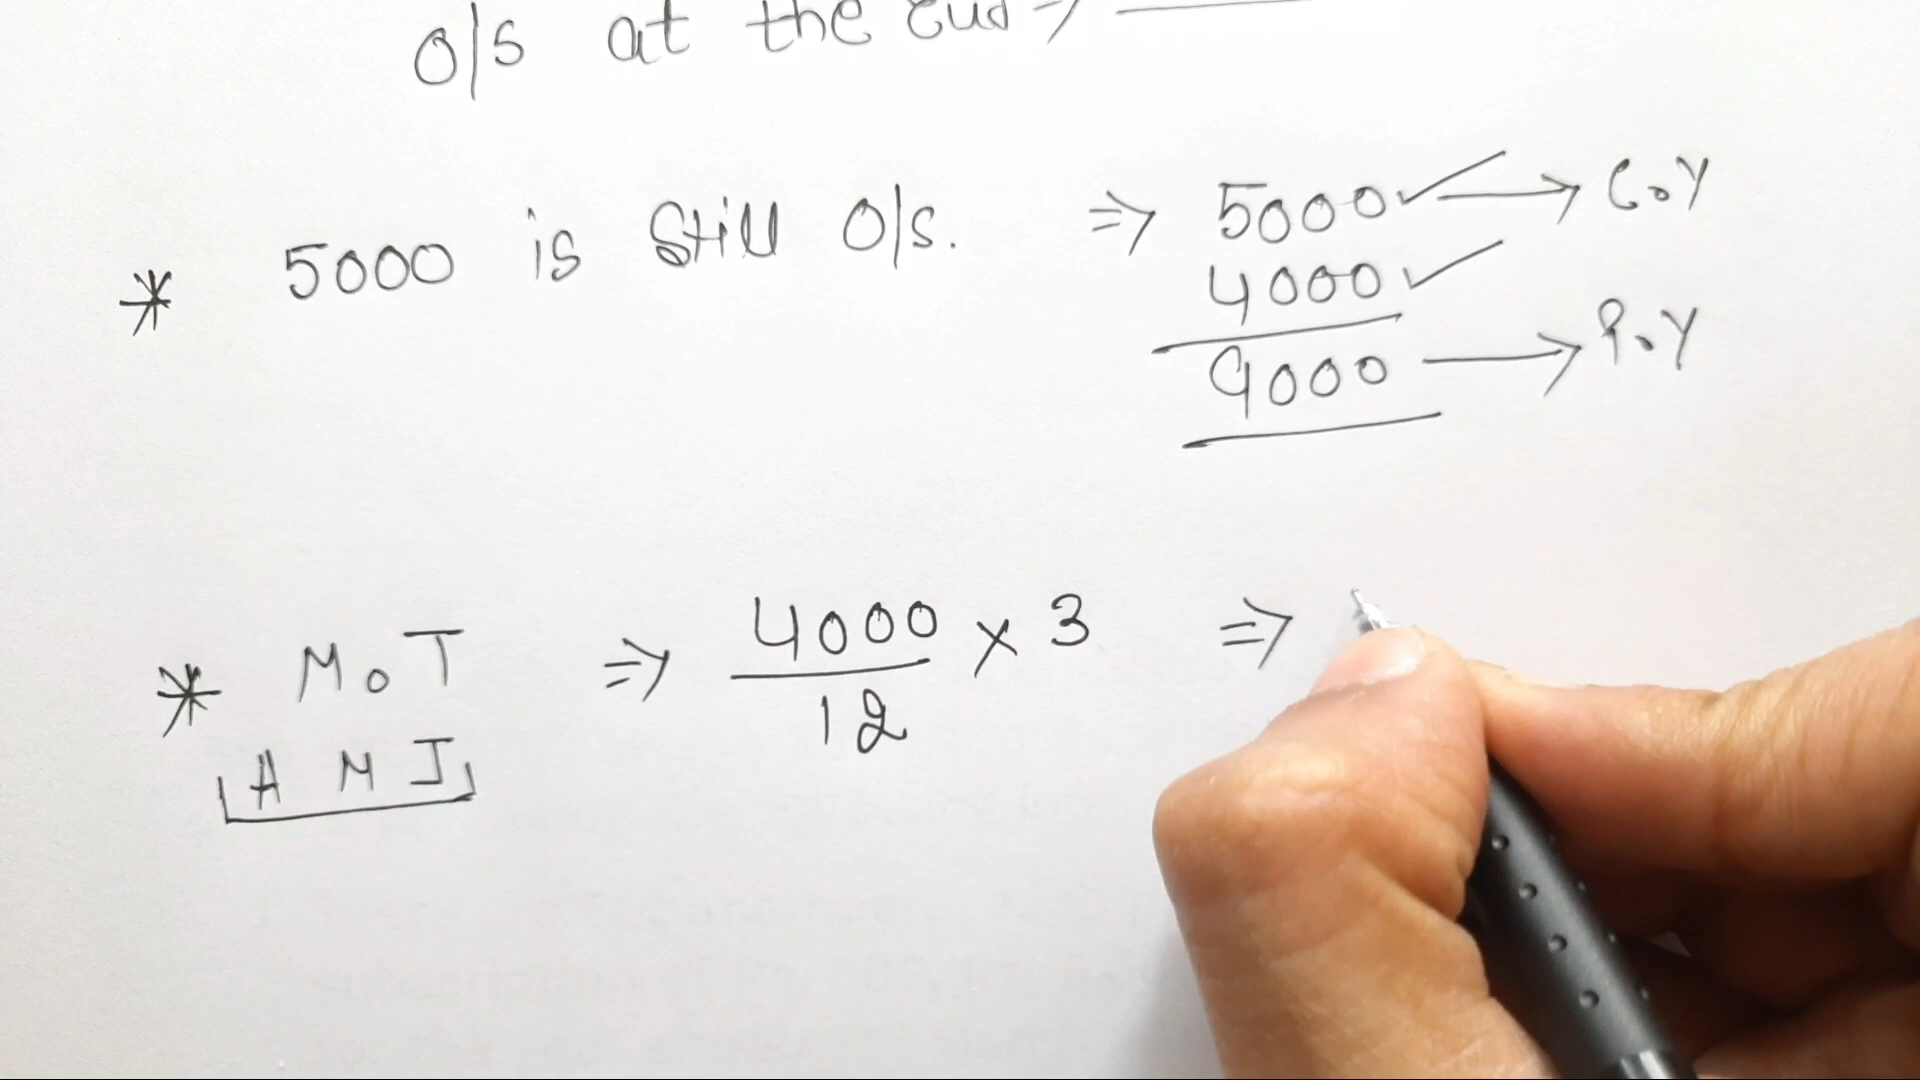 O/S at the End ⇒
* 5000 is Still O/S. ⇒ 5000 ✓ → C.Y
4000 ✓
9000 → P.Y
* M.T ⇒ 4000/12 × 3 ⇒
A M J